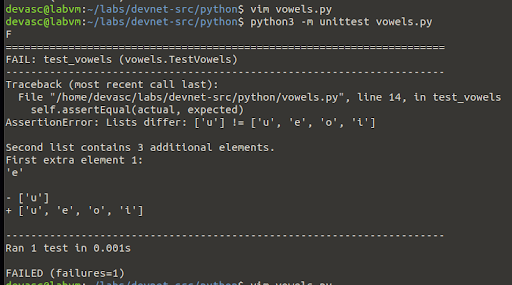 devasc@labvm:~/labs/devnet-src/python$ vim vowels.py
devasc@labvm:~/labs/devnet-src/python$ python3 -m unittest vowels.py
F
======================================================================
FAIL: test_vowels (vowels.TestVowels)
----------------------------------------------------------------------
Traceback (most recent call last):
  File "/home/devasc/labs/devnet-src/python/vowels.py", line 14, in test_vowels
    self.assertEqual(actual, expected)
AssertionError: Lists differ: ['u'] != ['u', 'e', 'o', 'i']

Second list contains 3 additional elements.
First extra element 1:
'e'

- ['u']
+ ['u', 'e', 'o', 'i']

----------------------------------------------------------------------
Ran 1 test in 0.001s

FAILED (failures=1)
devasc@labvm:~/labs/devnet-src/python$ vim vowels.py